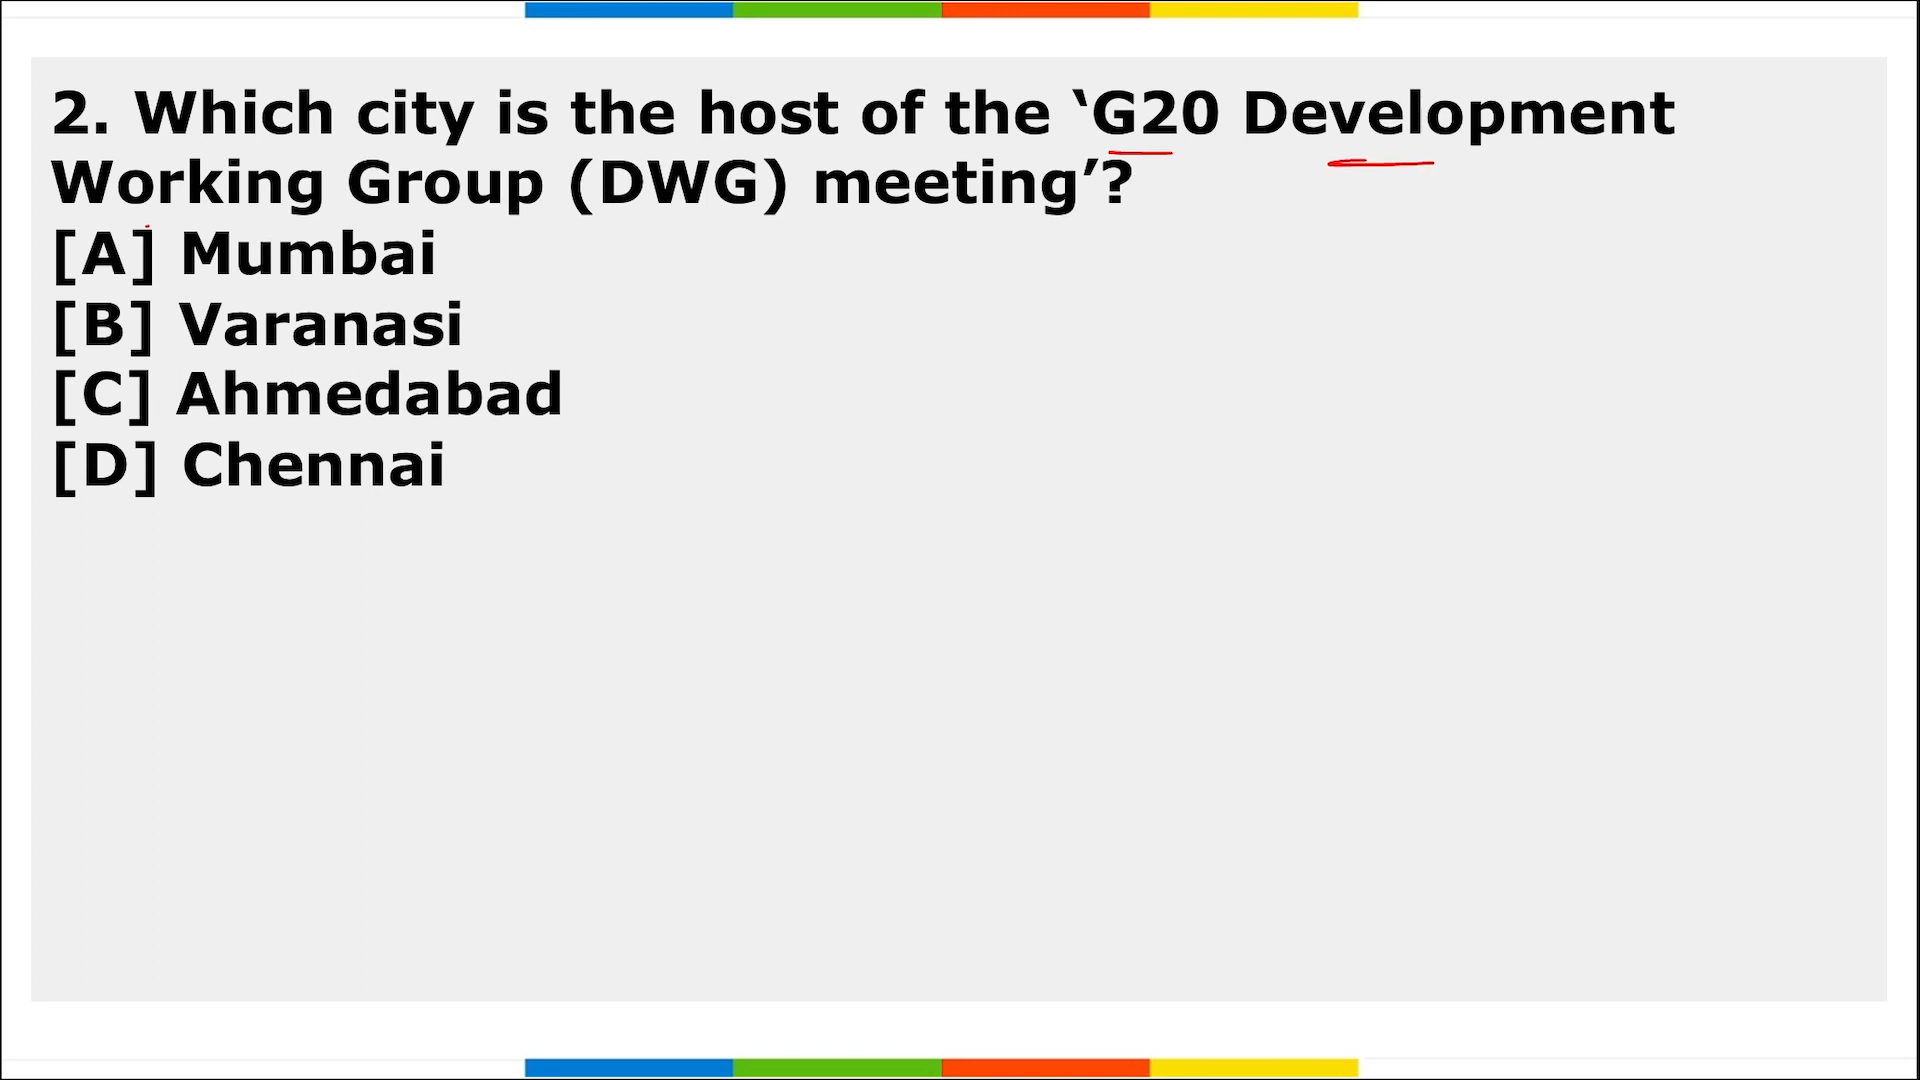 2. Which city is the host of the ‘G20 Development
Working Group (DWG) meeting’?
[A] Mumbai
[B] Varanasi
[C] Ahmedabad
[D] Chennai